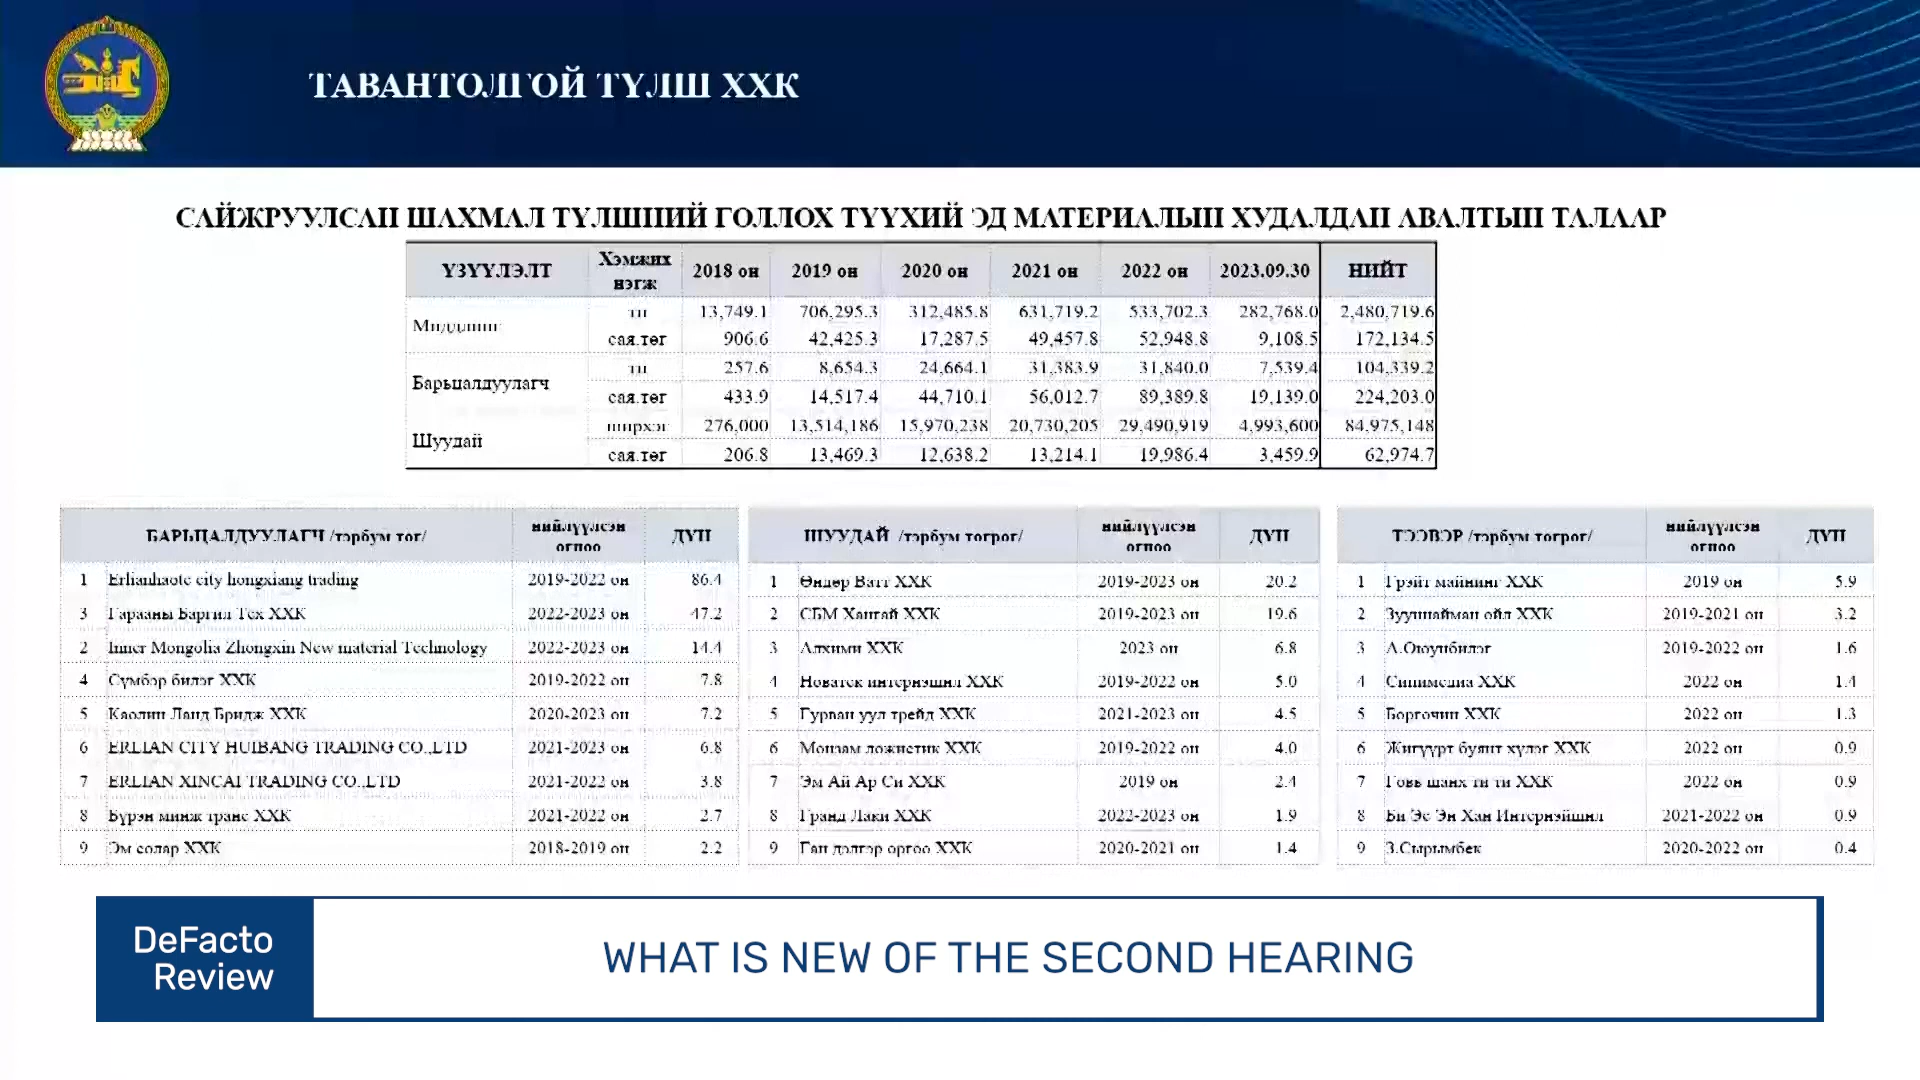 ТАВАНТОЛГОЙ ТҮЛШ ХХК
САЙЖРУУЛСАН ШАХМАЛ ТҮЛШНИЙ ГОЛЛОХ ТҮҮХИЙ ЭД МАТЕРИАЛЫН ХУДАЛДАН АВАЛТЫН ТАЛААР
ҮЗҮҮЛЭЛТ Хэмжих нэгж 2018 он 2019 он 2020 он 2021 он 2022 он 2023.09.30 НИЙТ
Миддлинг тн 13,749.1 706,295.3 312,485.8 631,719.2 533,702.3 282,768.0 2,480,719.6
сая.төг 906.6 42,425.3 17,287.5 49,457.8 52,948.8 9,108.5 172,134.5
Барьцалдуулагч тн 257.6 8,654.3 24,664.1 31,383.9 31,840.0 7,539.4 104,339.2
сая.төг 433.9 14,517.4 44,710.1 56,012.7 89,389.8 19,139.0 224,203.0
Шуудай ширхэг 276,000 13,514,186 15,970,238 20,730,205 29,490,919 4,993,600 84,975,148
сая.төг 206.8 13,469.3 12,638.2 13,214.1 19,986.4 3,459.9 62,974.7
БАРЬЦАЛДУУЛАГЧ /тэрбум төг/ нийлүүлсэн огноо ДҮН
1 Erlianhaote city hongxiang trading 2019-2022 он 86.4
3 Гарааны Баргил Тех ХХК 2022-2023 он 47.2
2 Inner Mongolia Zhongxin New material Technology 2022-2023 он 14.4
4 Сүмбэр билэг ХХК 2019-2022 он 7.8
5 Каолин Ланд Бридж ХХК 2020-2023 он 7.2
6 ERLIAN CITY HUIBANG TRADING CO.,LTD 2021-2023 он 6.8
7 ERLIAN XINCAI TRADING CO.,LTD 2021-2022 он 3.8
8 Бүрэн минж транс ХХК 2021-2022 он 2.7
9 Эм солар ХХК 2018-2019 он 2.2
ШУУДАЙ /тэрбум төгрөг/ нийлүүлсэн огноо ДҮН
1 Өндөр Ватт ХХК 2019-2023 он 20.2
2 СБМ Хангай ХХК 2019-2023 он 19.6
3 Алхими ХХК 2023 он 6.8
4 Новатек интернэшнл ХХК 2019-2022 он 5.0
5 Гурван уул трейд ХХК 2021-2023 он 4.5
6 Монзам ложистик ХХК 2019-2022 он 4.0
7 Эм Ай Ар Си ХХК 2019 он 2.4
8 Гранд Лаки ХХК 2022-2023 он 1.9
9 Ган дэлгэр оргоо ХХК 2020-2021 он 1.4
ТЭЭВЭР /тэрбум төгрөг/ нийлүүлсэн огноо ДҮН
1 Грэйт майнинг ХХК 2019 он 5.9
2 Зууннайман ойл ХХК 2019-2021 он 3.2
3 А.Оюунбилэг 2019-2022 он 1.6
4 Синимедиа ХХК 2022 он 1.4
5 Боргочин ХХК 2022 он 1.3
6 Жигүүрт буянт хүлэг ХХК 2022 он 0.9
7 Говь шанх ти ти ХХК 2022 он 0.9
8 Би Эс Эн Хан Интернэйшнл 2021-2022 он 0.9
9 З.Сырымбек 2020-2022 он 0.4
DeFacto
Review
WHAT IS NEW OF THE SECOND HEARING